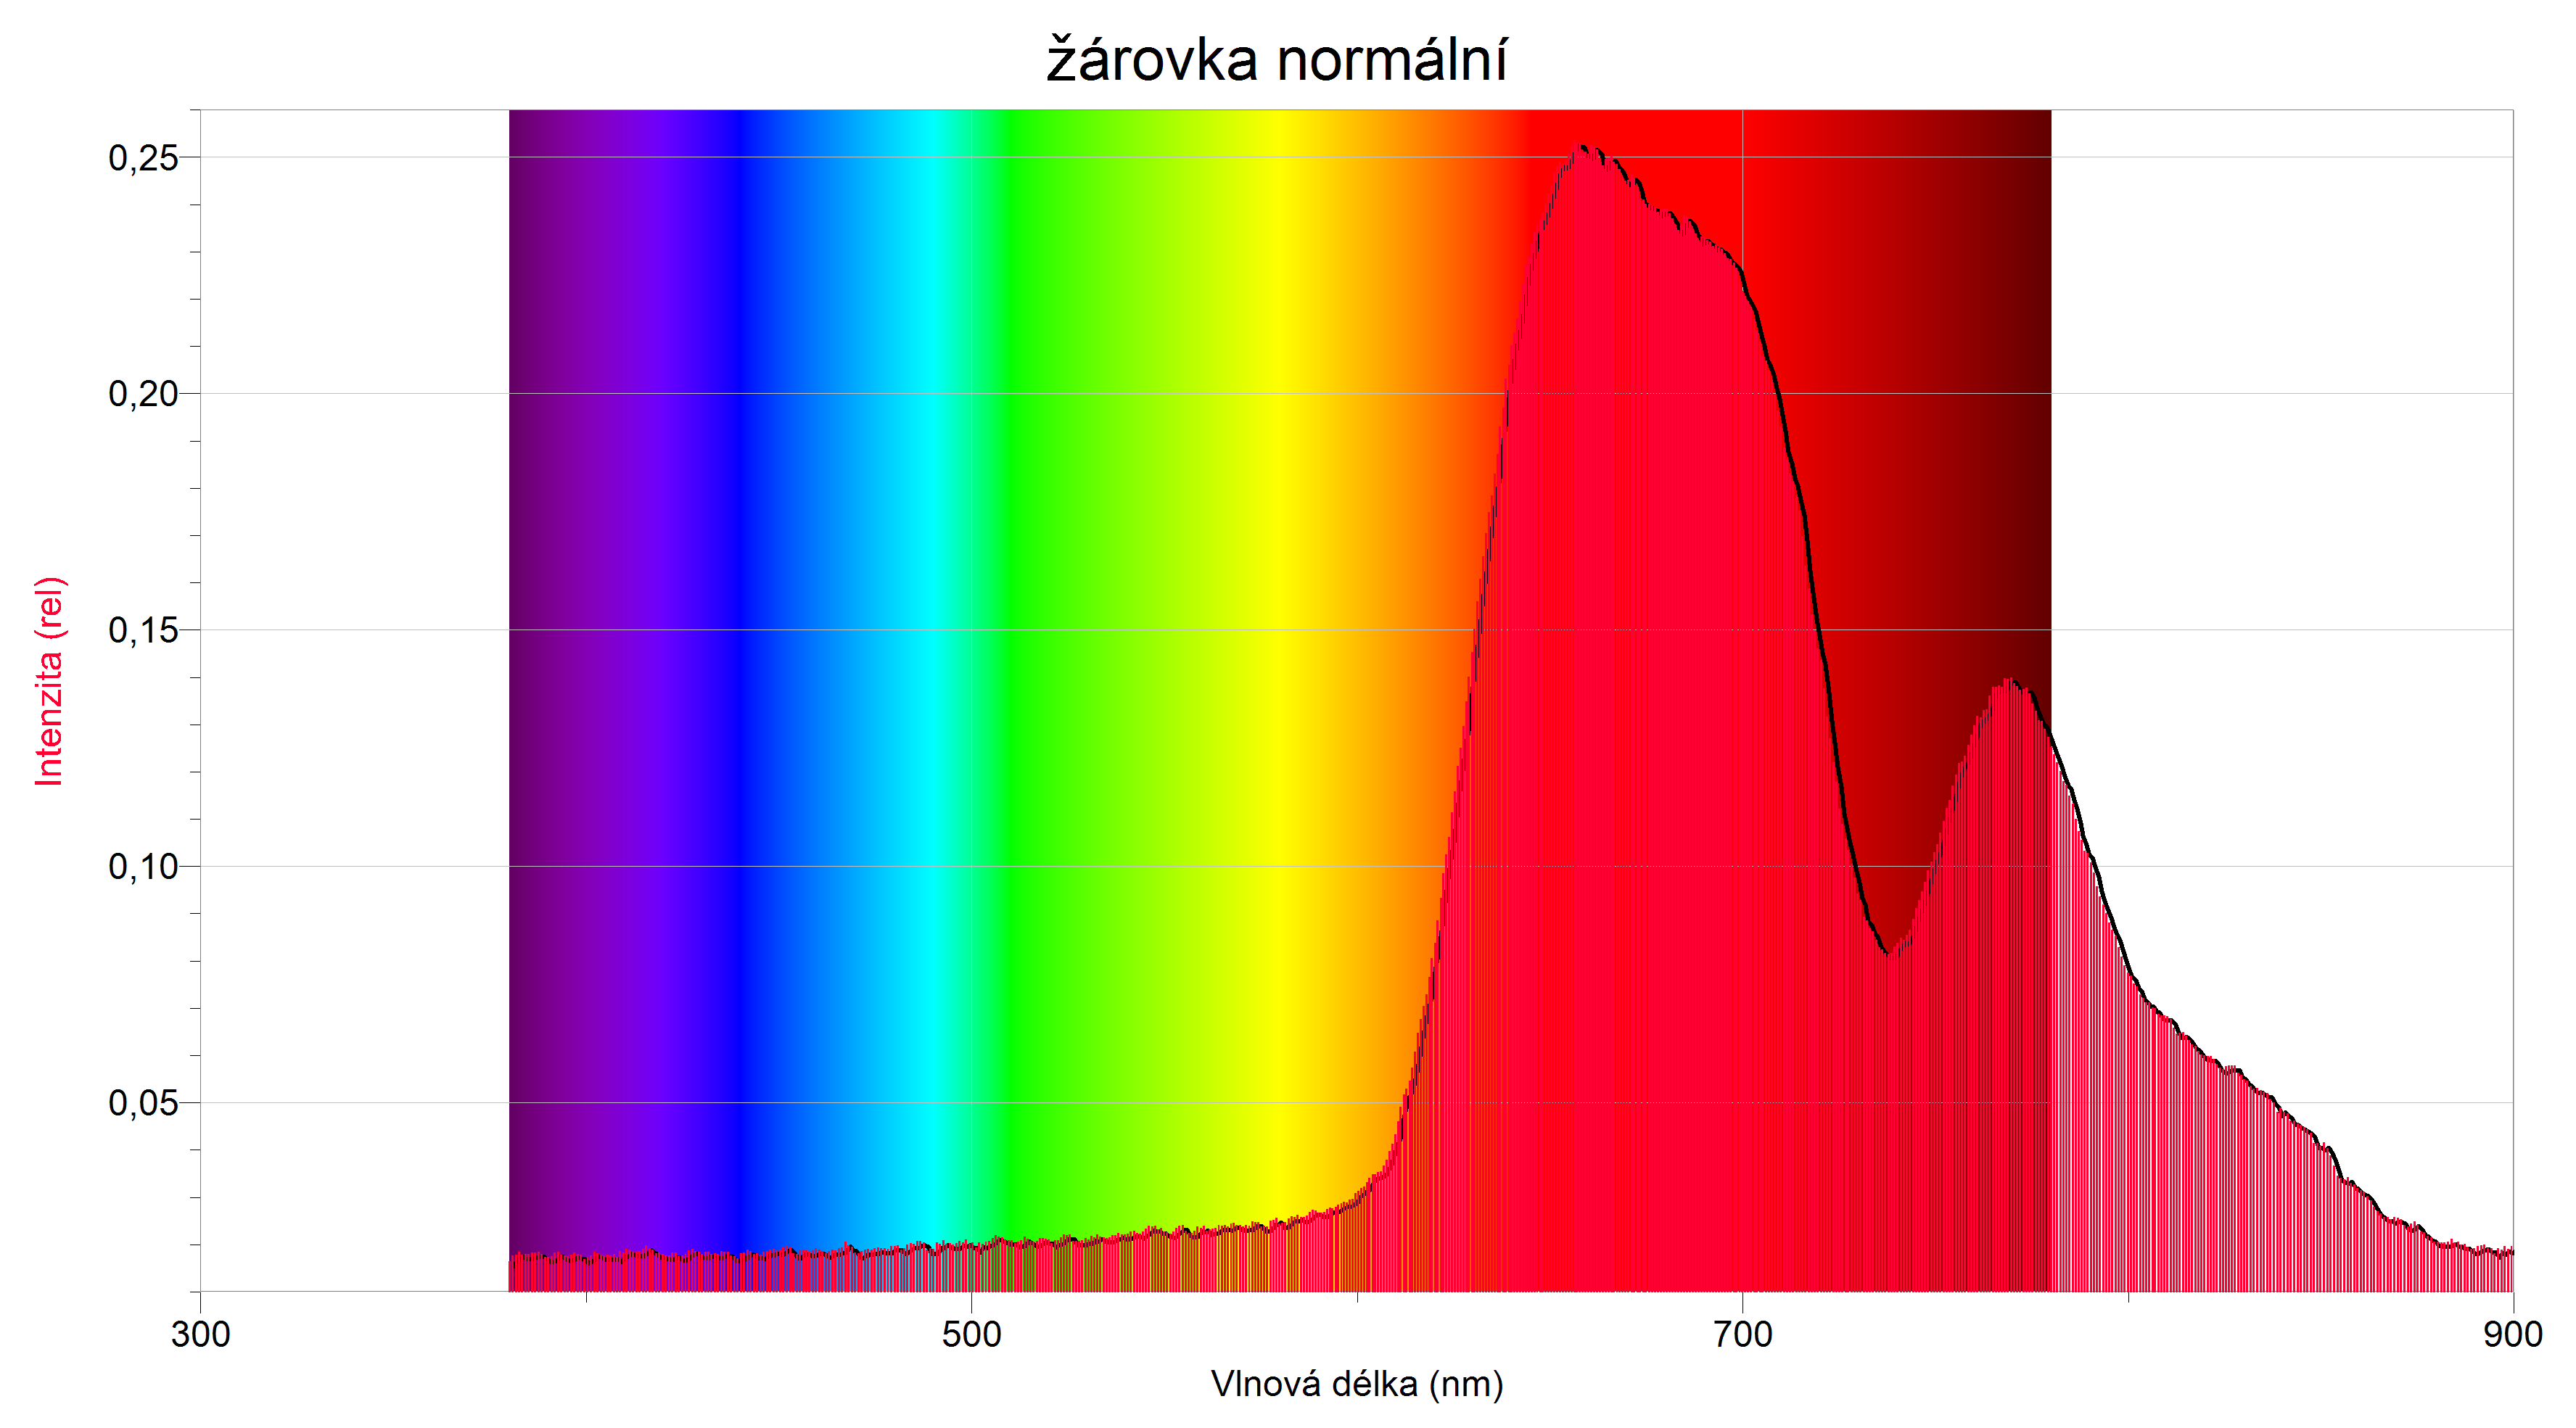 žárovka normální
0,25
0,20
0,15
0,10
0,05
Intenzita (rel)
300 500 700 900
Vlnová délka (nm)